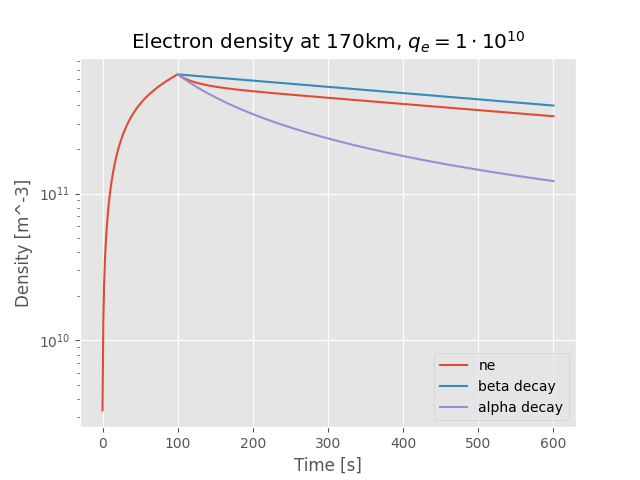 Electron density at 170km, $q_e = 1 \cdot 10^{10}$
Density [m^-3]
10^{11}
10^{10}
0 100 200 300 400 500 600
Time [s]
ne
beta decay
alpha decay